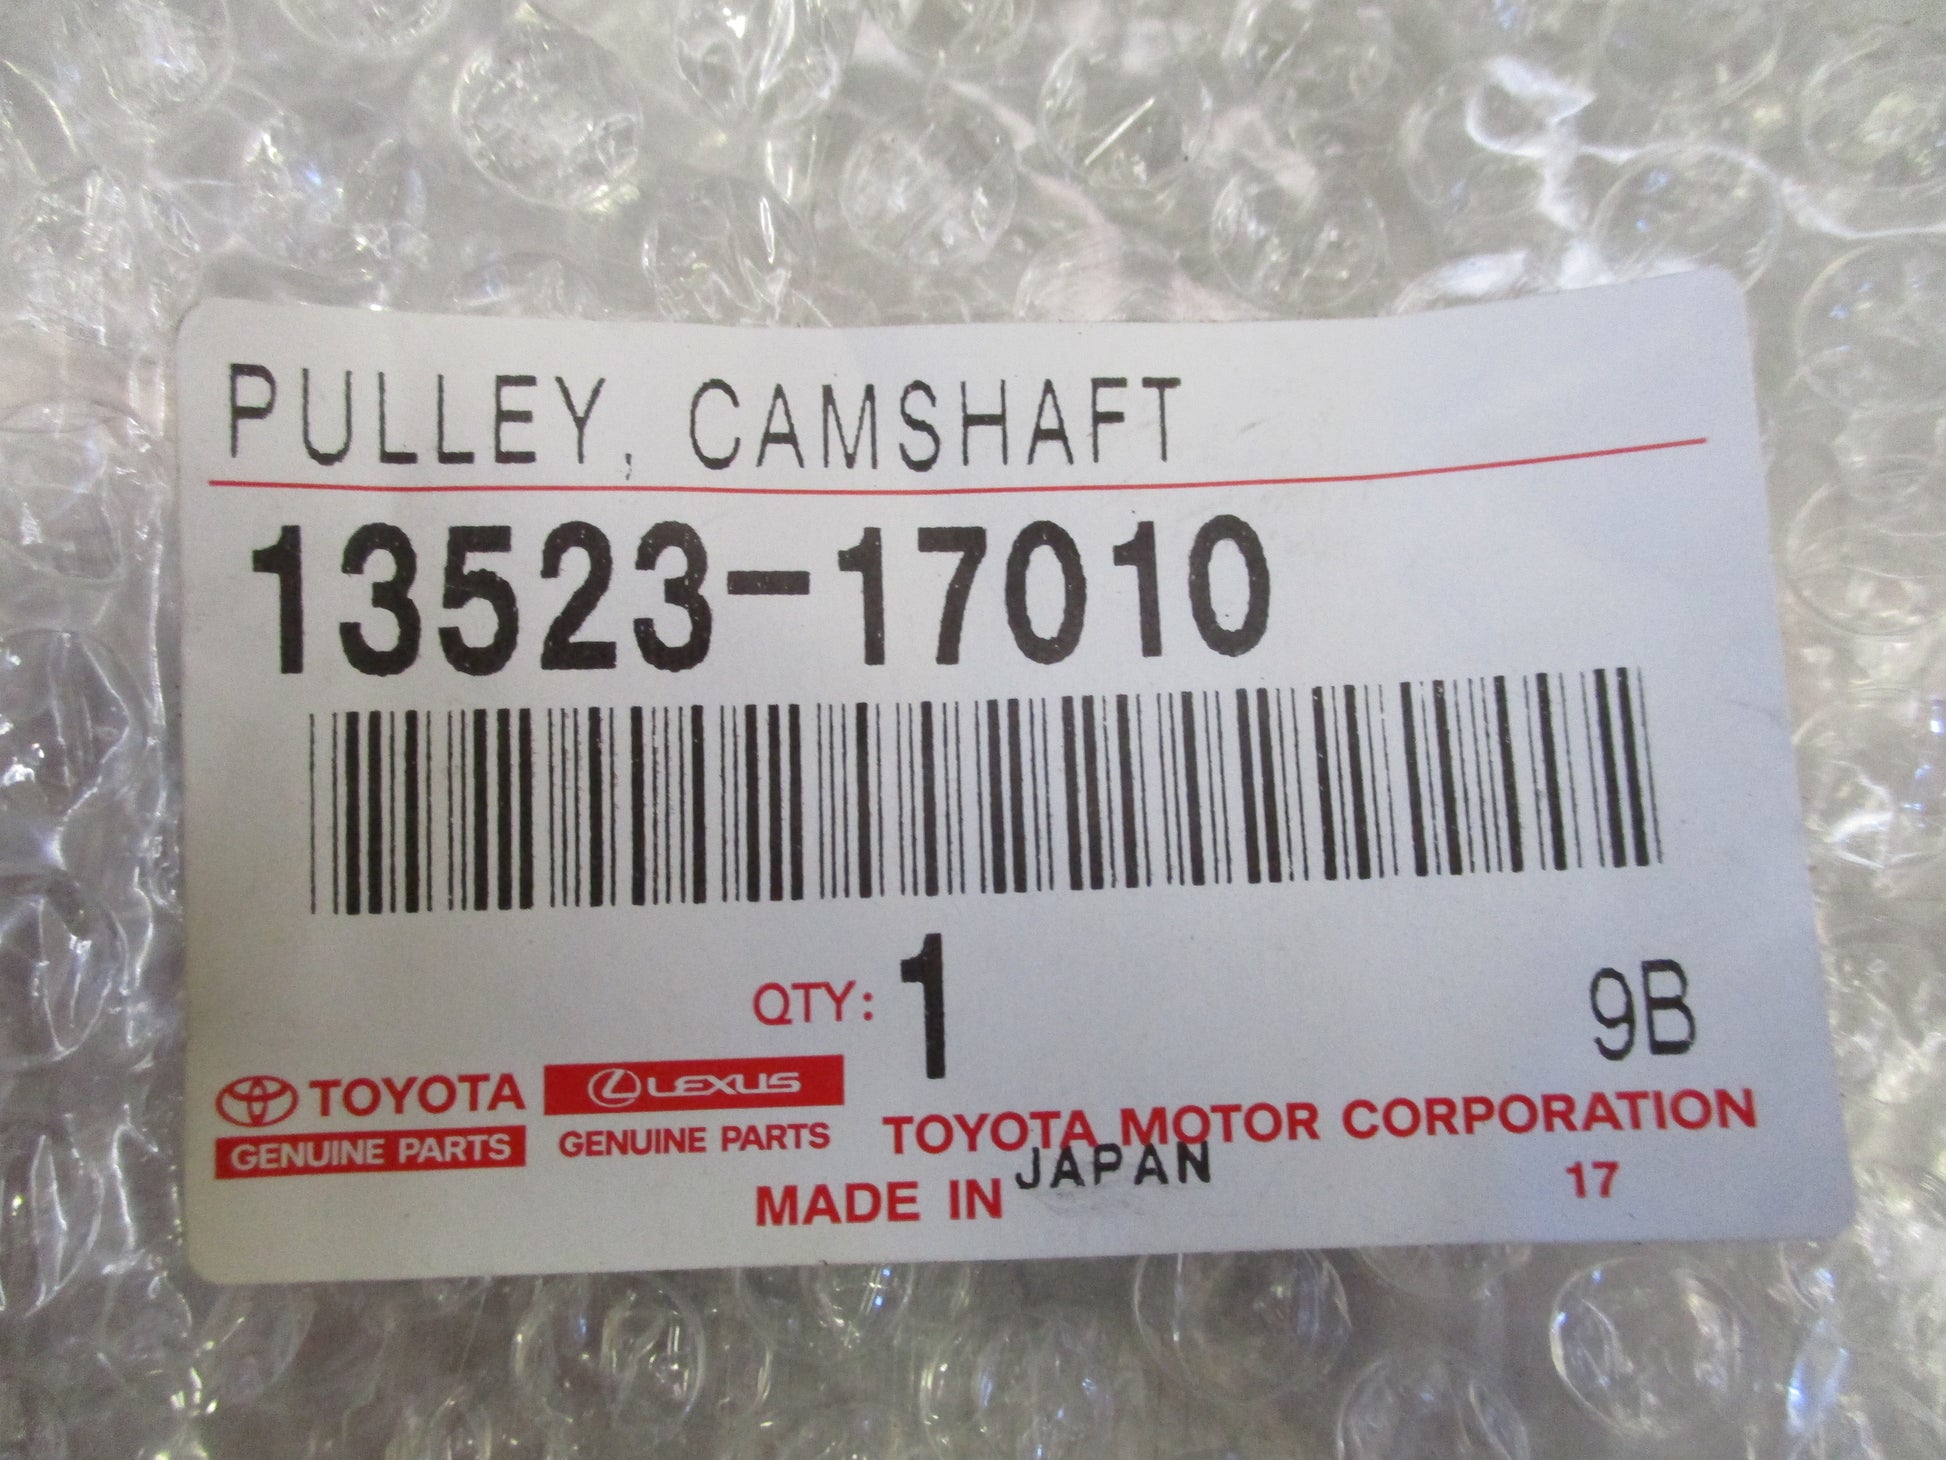 PULLEY, CAMSHAFT
13523-17010
QTY: 1
9B
TOYOTA
GENUINE PARTS
LEXUS
GENUINE PARTS
TOYOTA MOTOR CORPORATION
MADE IN JAPAN
17